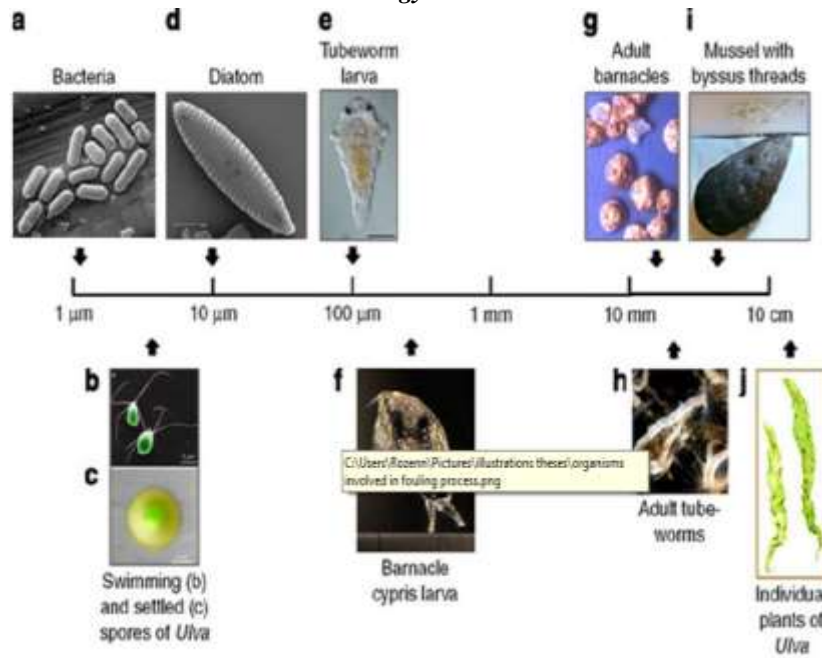 a
d
e
g
i
Bacteria
Diatom
Tubeworm
larva
Adult
barnacles
Mussel with
byssus threads
1 µm
10 µm
100 µm
1 mm
10 mm
10 cm
b
c
Swimming (b)
and settled (c)
spores of Ulva
f
C:\Users\Rozenn\Pictures\illustrations theses\organisms
involved in fouling process.png
Barnacle
cypris larva
h
Adult tube-
worms
j
Individua
plants of
Ulva